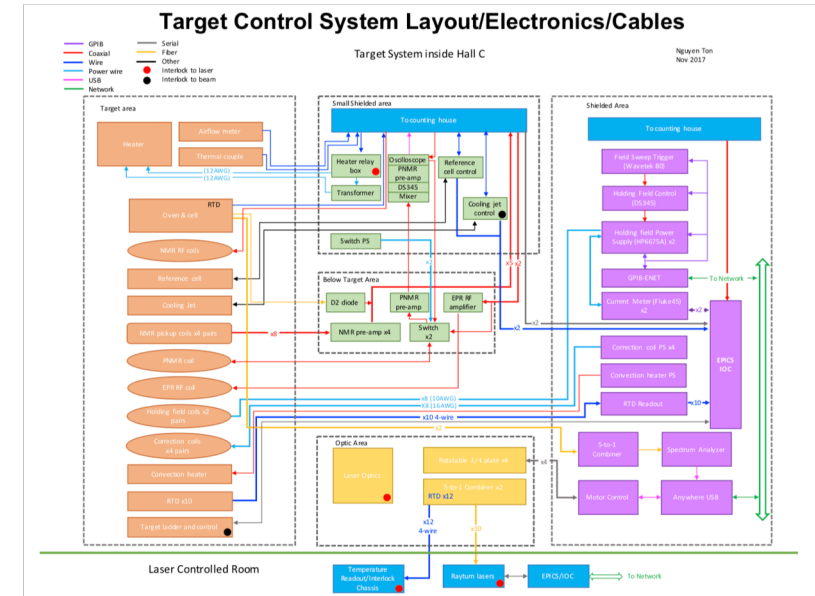 Target Control System Layout/Electronics/Cables
Target System inside Hall C
Nguyen Ton
Nov 2017
GPIB
Coaxial
Wire
Power wire
USB
Network
Serial
Fiber
Other
Interlock to laser
Interlock to beam
Target area
Heater
Airflow meter
Thermal couple
(12AWG)
(12AWG)
RTD
Oven & cell
NMR RF coils
Reference cell
Cooling Jet
NMR pickup coils x4 pairs
x8
PNMR coil
EPR RF coil
Holding field coils x2
pairs
Correction coils
x4 pairs
Convection heater
RTD x10
Target ladder and control
Small Shielded area
To counting house
Heater relay
box
Transformer
Oscilloscope
PNMR
pre-amp
DS345
Mixer
Reference
cell control
Cooling jet
control
Switch PS
x5
x2
Below Target Area
D2 diode
PNMR
pre-amp
EPR RF
amplifier
NMR pre-amp x4
Switch
x2
x2
x2
x8 (10AWG)
X8 (16AWG)
x10 4-wire
x2
Optic Area
Laser Optics
Rotatable λ/4 plate x4
5-to-1 Combiner x2
RTD x12
x4
x12
4-wire
x10
Shielded Area
To counting house
Field Sweep Trigger
(Wavetek 80)
Holding Field Control
(DS345)
Holding field Power
Supply (HP6675A) x2
GPIB-ENET
To Network
Current Meter (Fluke45)
x2
x2
EPICS
IOC
Correction coil PS x4
Convection heater PS
RTD Readout
x10
5-to-1
Combiner
Spectrum Analyzer
Motor Control
Anywhere USB
Laser Controlled Room
Temperature
Readout/Interlock
Chassis
Raytum lasers
EPICS/IOC
To Network